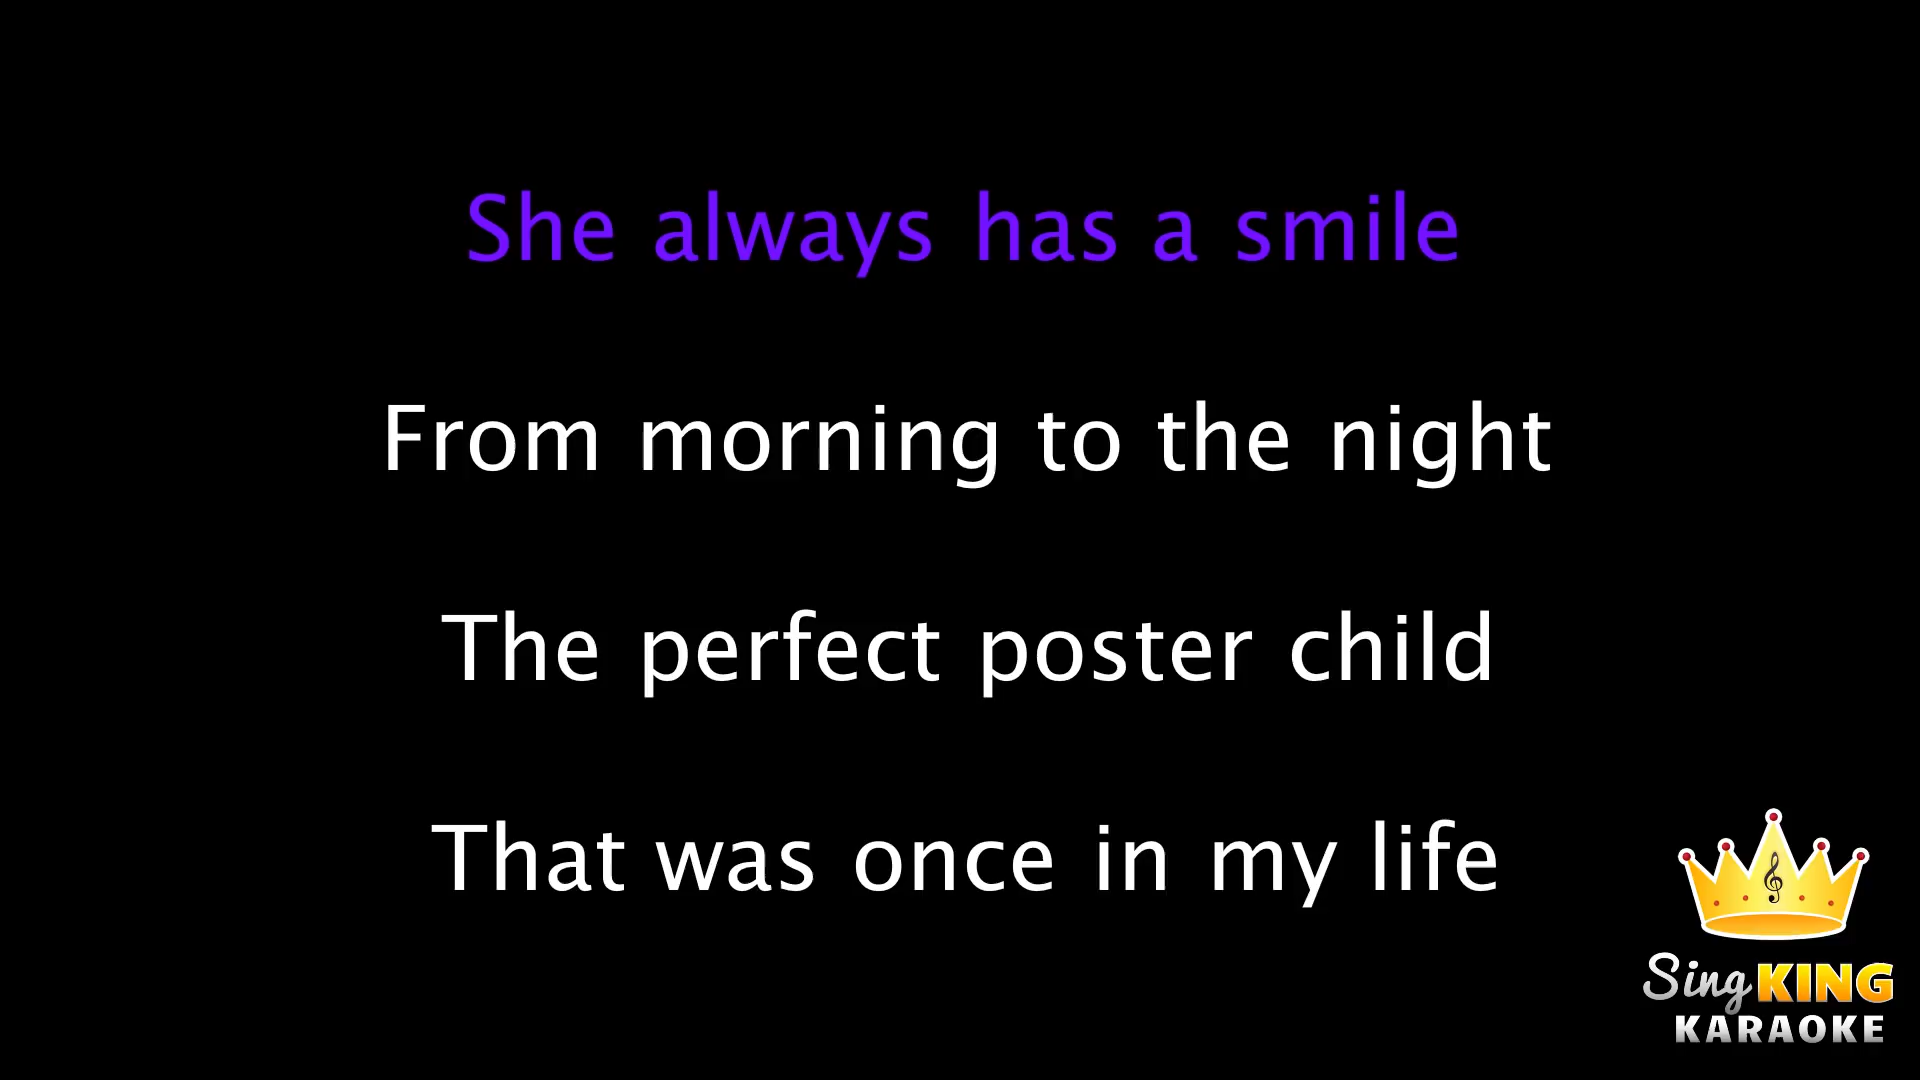 She always has a smile
From morning to the night
The perfect poster child
That was once in my life
Sing KING
KARAOKE